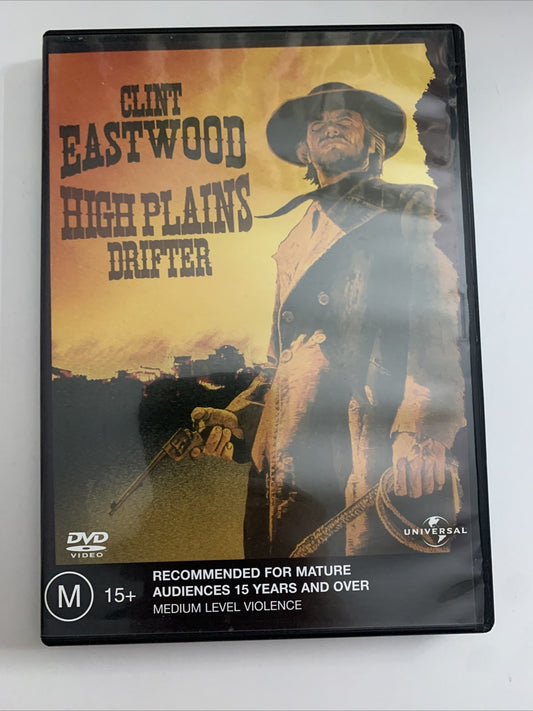 CLINT
EASTWOOD
HIGH PLAINS
DRIFTER
DVD
VIDEO
UNIVERSAL
M 15+
RECOMMENDED FOR MATURE
AUDIENCES 15 YEARS AND OVER
MEDIUM LEVEL VIOLENCE